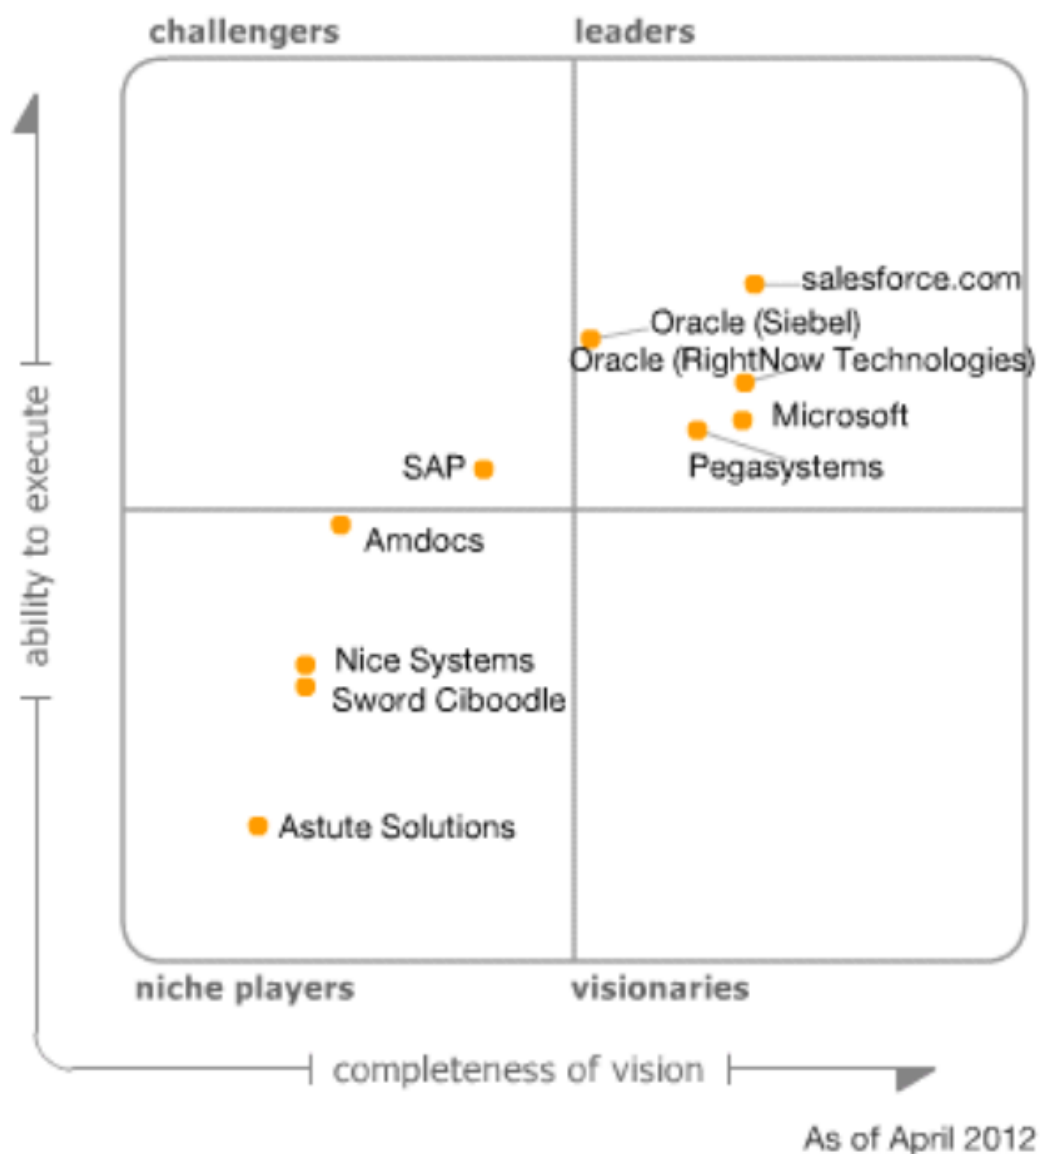 challengers
leaders
salesforce.com
Oracle (Siebel)
Oracle (RightNow Technologies)
Microsoft
Pegasystems
SAP
Amdocs
Nice Systems
Sword Ciboodle
Astute Solutions
niche players
visionaries
ability to execute
completeness of vision
As of April 2012